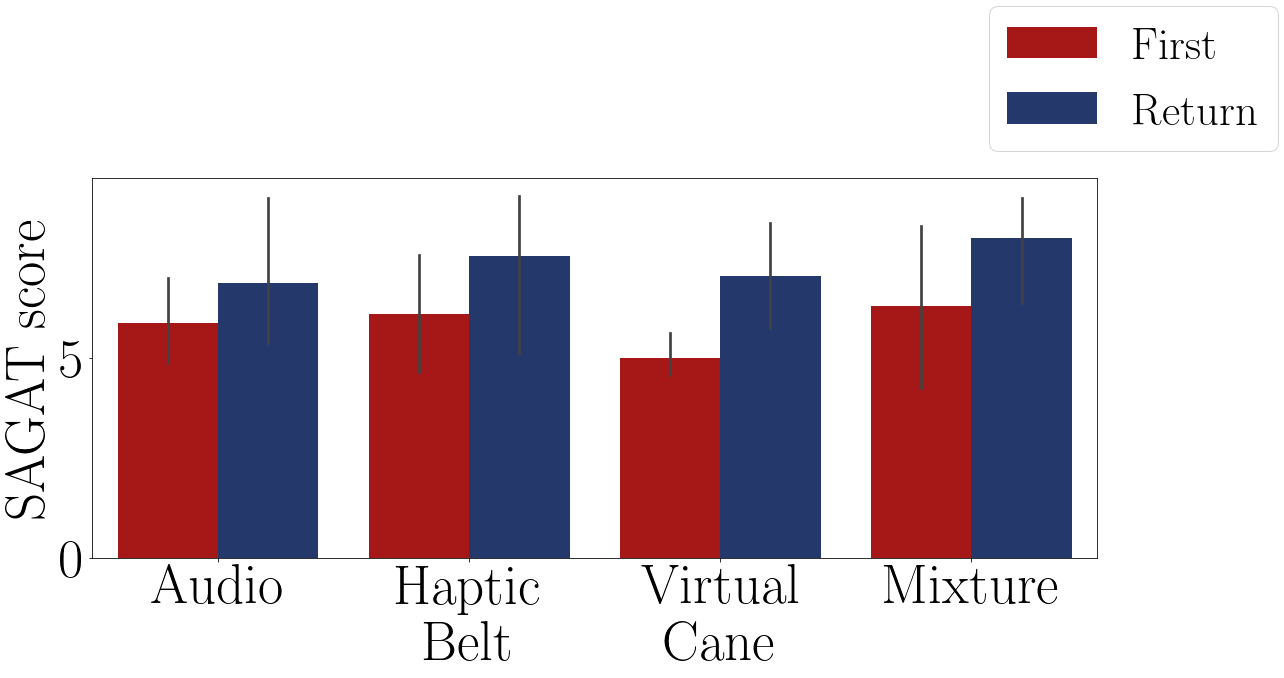 First
Return
SAGAT score
5
0
Audio
Haptic
Belt
Virtual
Cane
Mixture